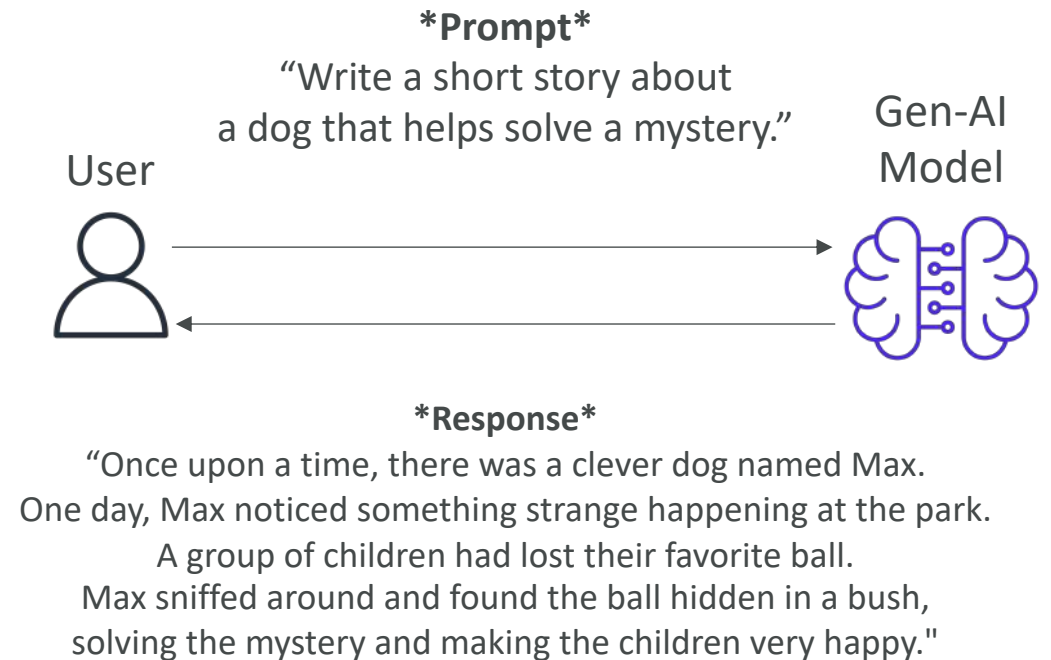 *Prompt*
“Write a short story about
a dog that helps solve a mystery.”
User
Gen-AI
Model
*Response*
“Once upon a time, there was a clever dog named Max.
One day, Max noticed something strange happening at the park.
A group of children had lost their favorite ball.
Max sniffed around and found the ball hidden in a bush,
solving the mystery and making the children very happy."